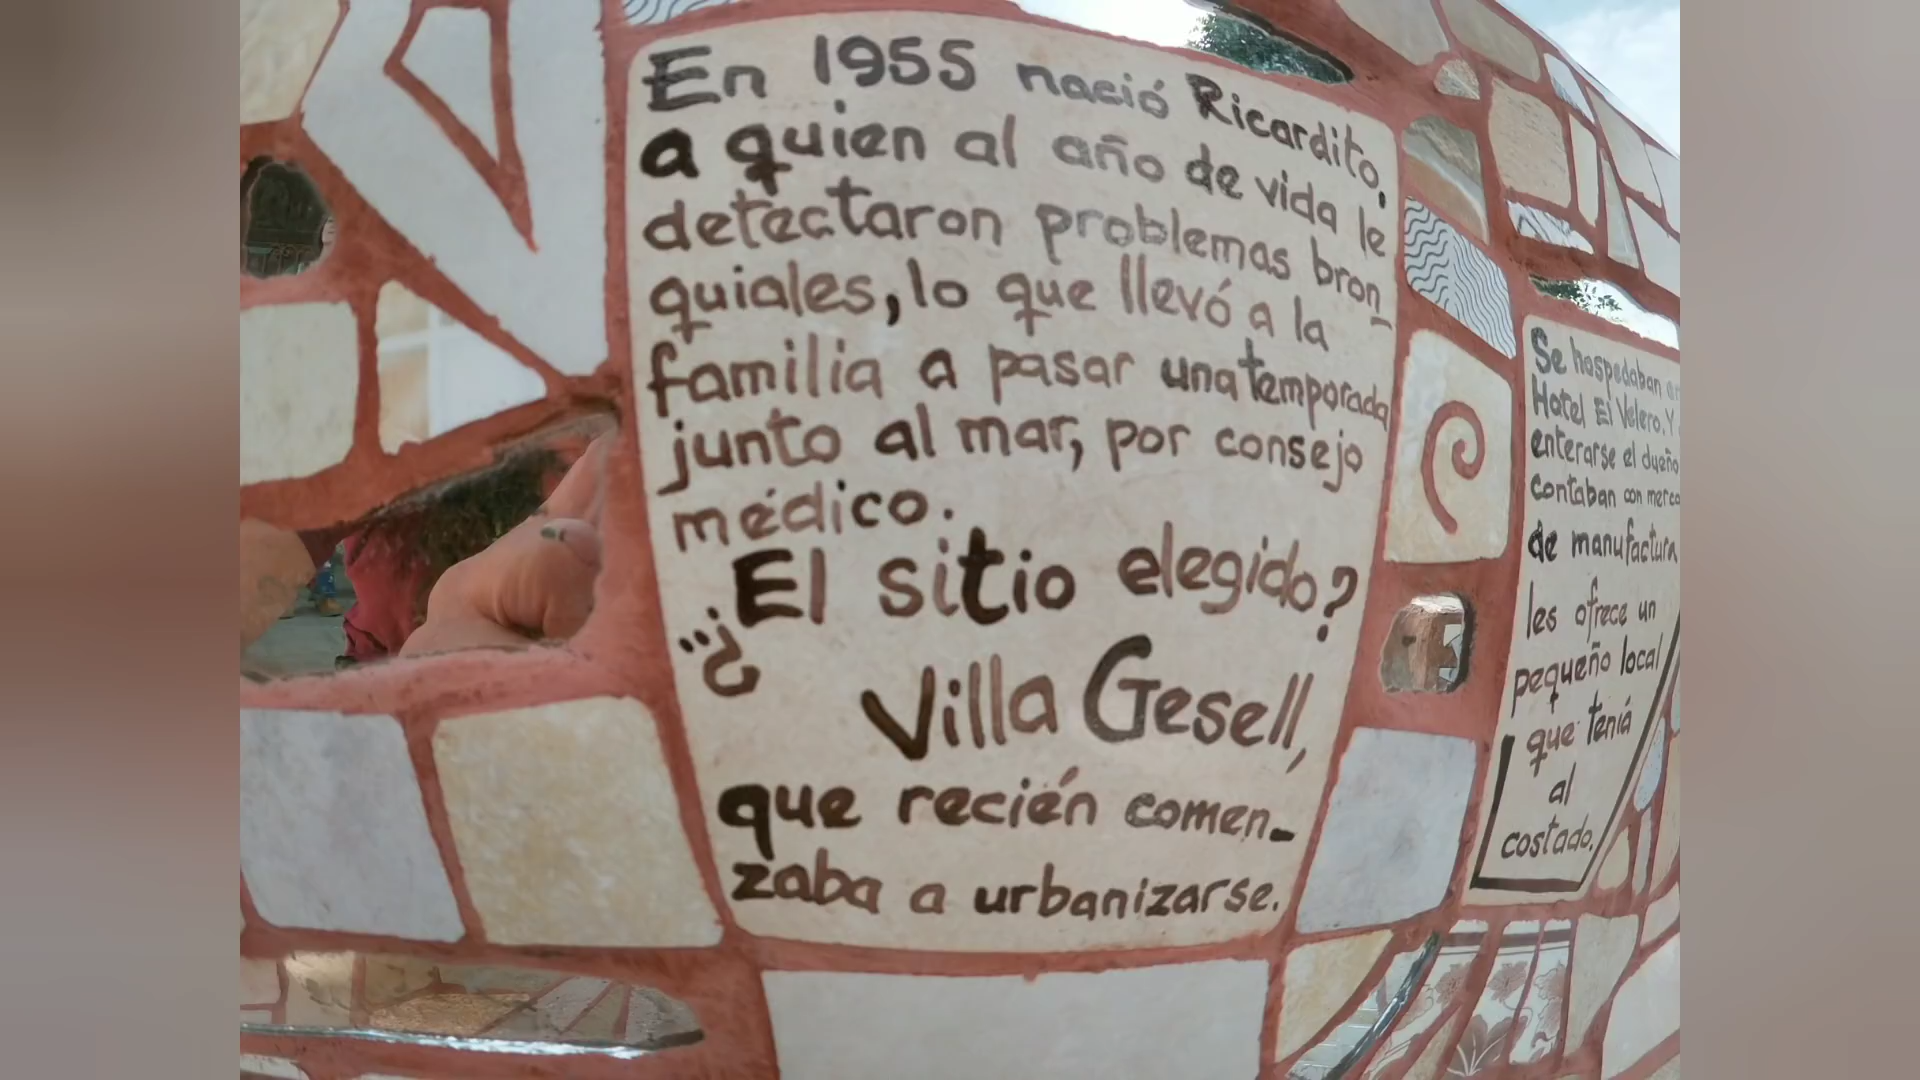 En 1955 nació Ricardito,
a quien al año de vida le
detectaron problemas bron_
quiales, lo que llevó a la
familia a pasar una temporada
junto al mar, por consejo
médico.
¿El sitio elegido?
Villa Gesell,
que recién comen_
zaba a urbanizarse.
Se hospedaban en
Hotel El Velero. Y
enterarse el dueño
contaban con merca
de manufactura
les ofrece un
pequeño local
que tenía
al
costado.